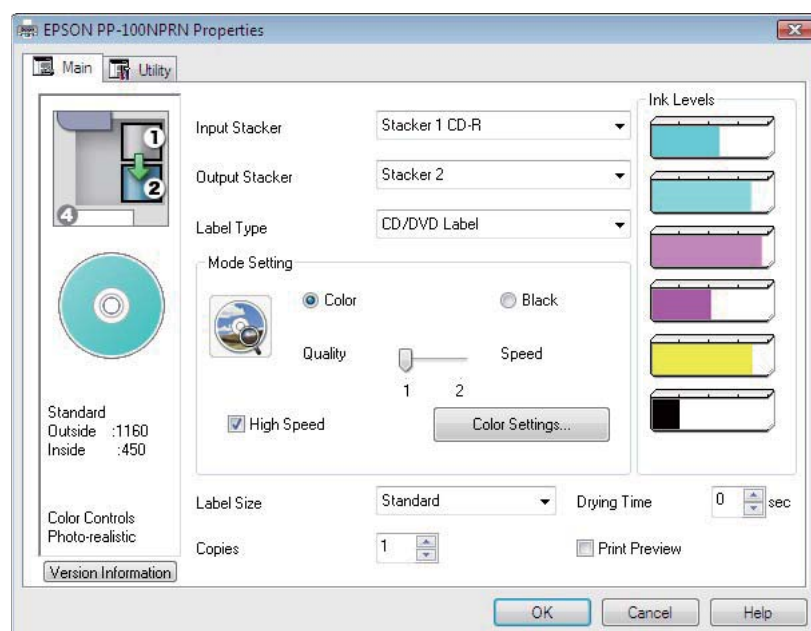 EPSON PP-100NPRN Properties
Main
Utility
1
2
4
Standard
Outside :1160
Inside :450
Color Controls
Photo-realistic
Version Information
Input Stacker
Stacker 1 CD-R
Output Stacker
Stacker 2
Label Type
CD/DVD Label
Mode Setting
Color
Black
Quality
Speed
1 2
High Speed
Color Settings...
Label Size
Standard
Drying Time
0
sec
Copies
1
Print Preview
Ink Levels
OK
Cancel
Help